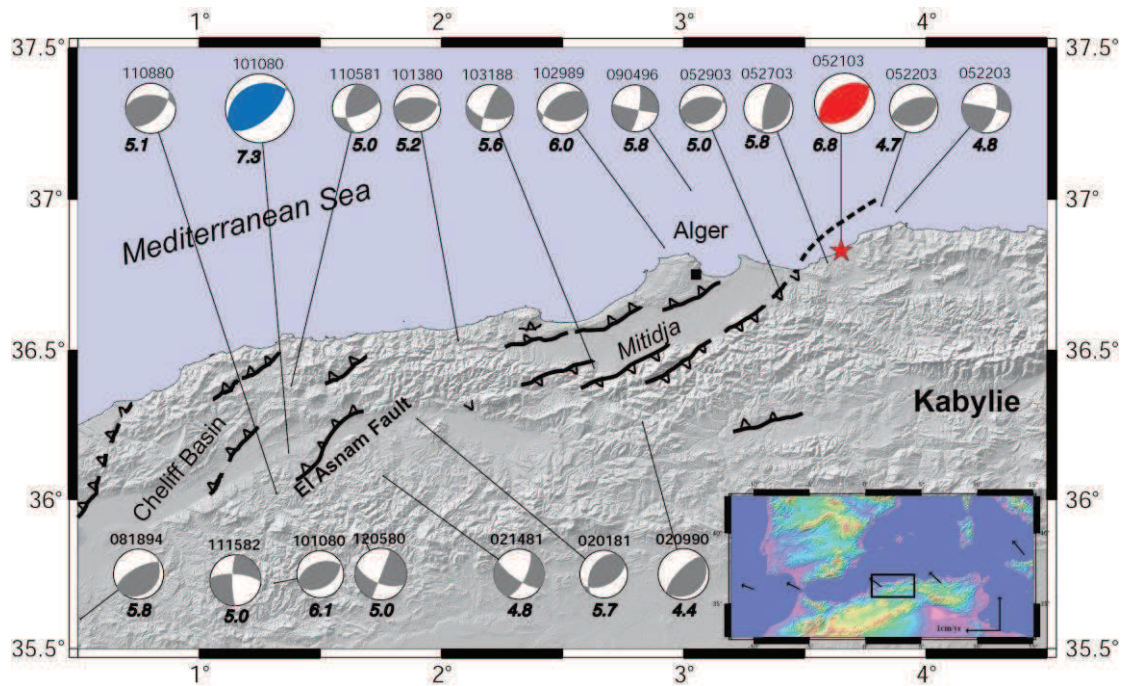 1° 2° 3° 4°
37.5° 37.5°
110880 101080 110581 101380 103188 102989 090496 052903 052703 052103 052203 052203
5.1 7.3 5.0 5.2 5.6 6.0 5.8 5.0 5.8 6.8 4.7 4.8
37° 37°
Mediterranean Sea
Alger
Mitidja
36.5° 36.5°
Kabylie
El Asnam Fault
Cheliff Basin
36° 36°
081894 111582 101080 120580 021481 020181 020990
5.8 5.0 6.1 5.0 4.8 5.7 4.4
1cm/yr
35.5° 35.5°
1° 2° 3° 4°